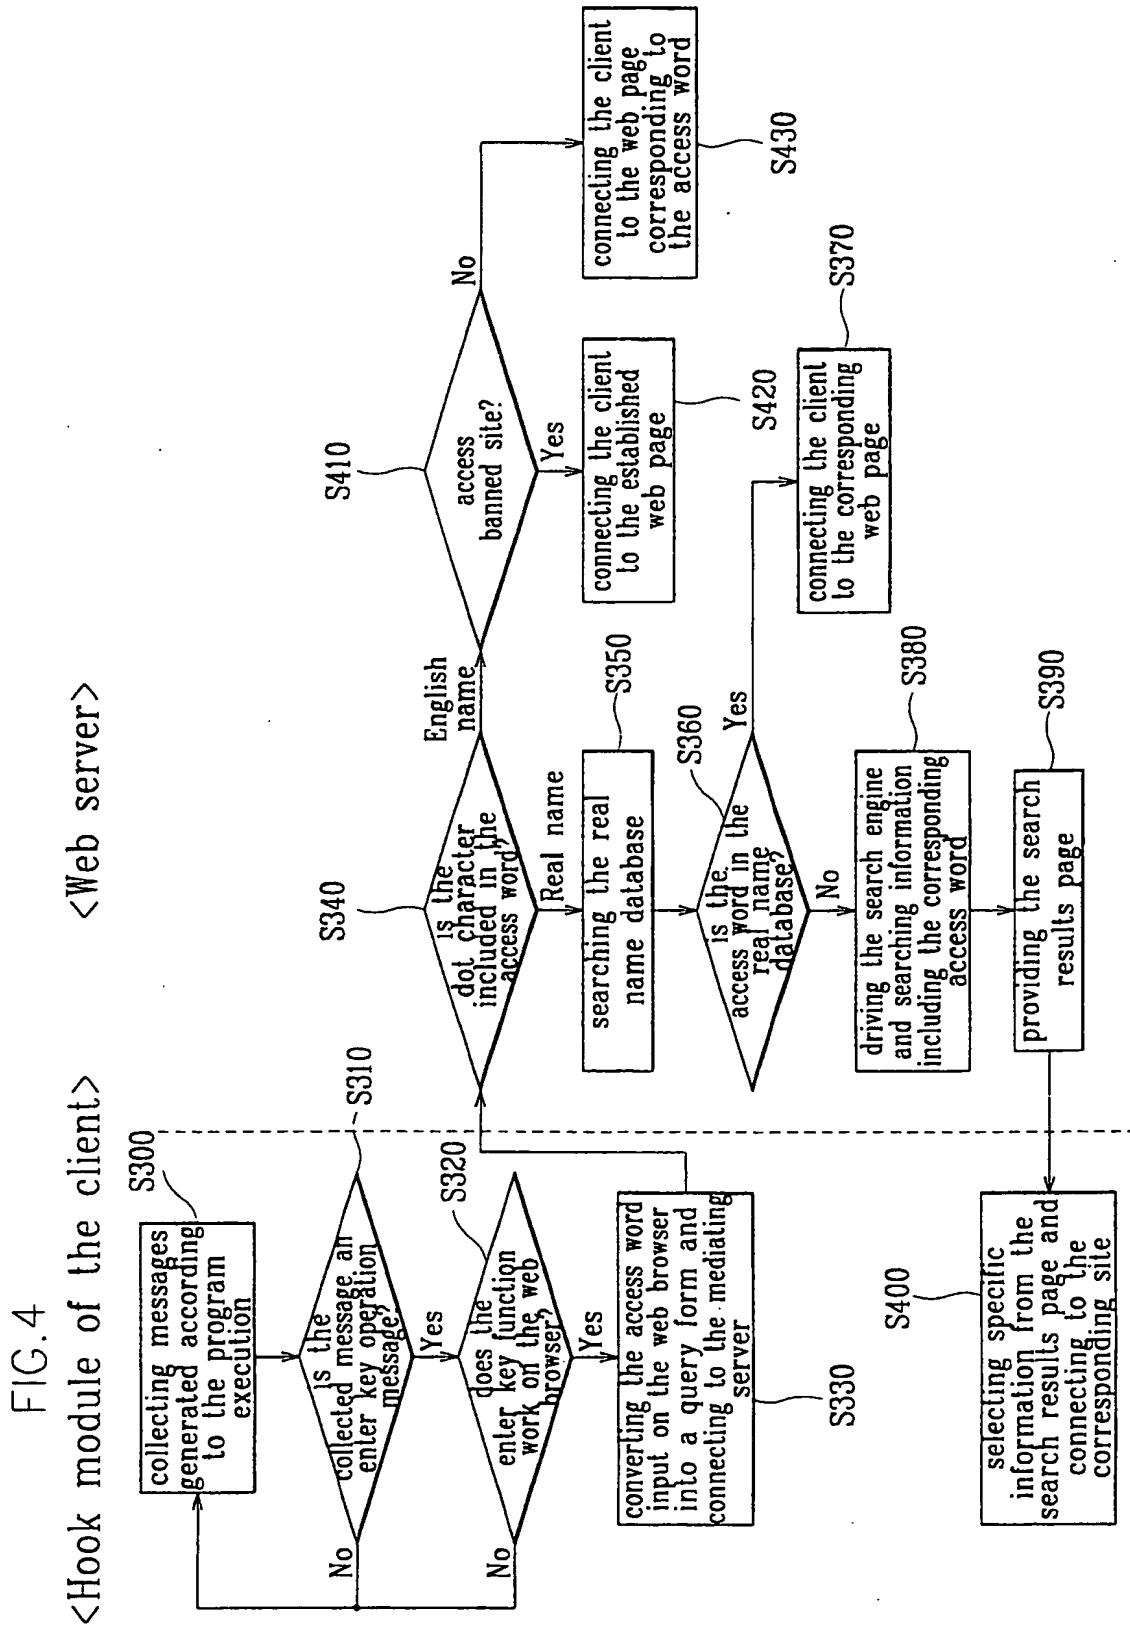 FIG.4
<Hook module of the client>
<Web server>
S300
collecting messages
generated according
to the program
execution
S310
is the
collected message an
enter key operation
message?
No
Yes
S320
does the
enter key function
work on the web
browser?
No
Yes
converting the access word
input on the web browser
into a query form and
connecting to the mediating
server
S330
S340
is the
dot character
included in the
access word?
English
name
Real name
S350
searching the real
name database
S360
is the
access word in the
real name
database?
Yes
No
connecting the client
to the corresponding
web page
S370
S380
driving the search engine
and searching information
including the corresponding
access word
S390
providing the search
results page
S400
selecting specific
information from the
search results page and
connecting to the
corresponding site
S410
access
banned site?
No
Yes
connecting the client
to the established
web page
S420
connecting the client
to the web page
corresponding to
the access word
S430